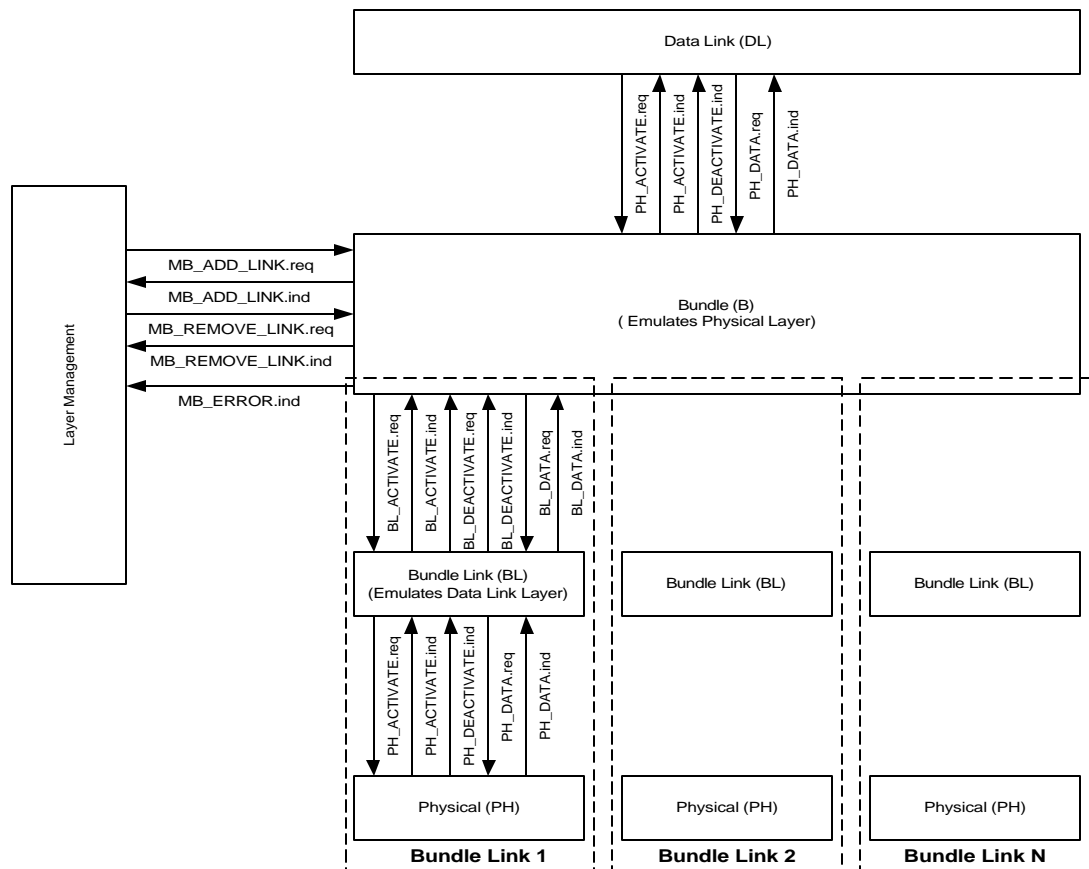 Data Link (DL)
PH_ACTIVATE.req
PH_ACTIVATE.ind
PH_DEACTIVATE.ind
PH_DATA.req
PH_DATA.ind
Layer Management
MB_ADD_LINK.req
MB_ADD_LINK.ind
MB_REMOVE_LINK.req
MB_REMOVE_LINK.ind
MB_ERROR.ind
Bundle (B)
( Emulates Physical Layer)
BL_ACTIVATE.req
BL_ACTIVATE.ind
BL_DEACTIVATE.req
BL_DEACTIVATE.ind
BL_DATA.req
BL_DATA.ind
Bundle Link (BL)
(Emulates Data Link Layer)
Bundle Link (BL)
Bundle Link (BL)
PH_ACTIVATE.req
PH_ACTIVATE.ind
PH_DEACTIVATE.ind
PH_DATA.req
PH_DATA.ind
Physical (PH)
Physical (PH)
Physical (PH)
Bundle Link 1
Bundle Link 2
Bundle Link N